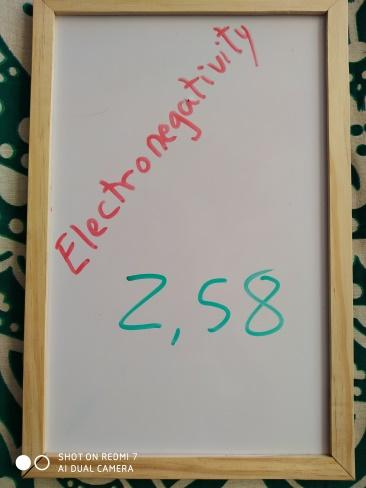 Electronegativity
2,58
SHOT ON REDMI 7
AI DUAL CAMERA